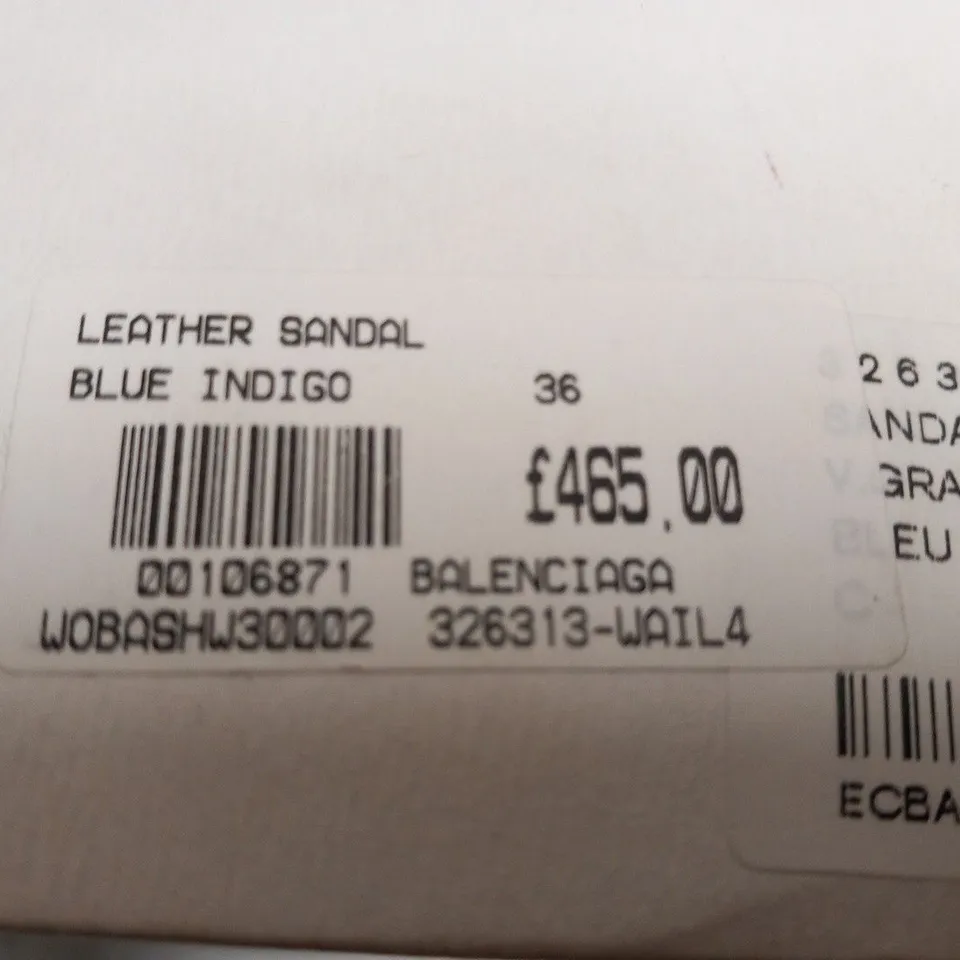 LEATHER SANDAL
BLUE INDIGO 36
£465.00
00106871 BALENCIAGA
WOBASHW30002 326313-WAIL4
263
ANDA
GRA
EU
ECBA